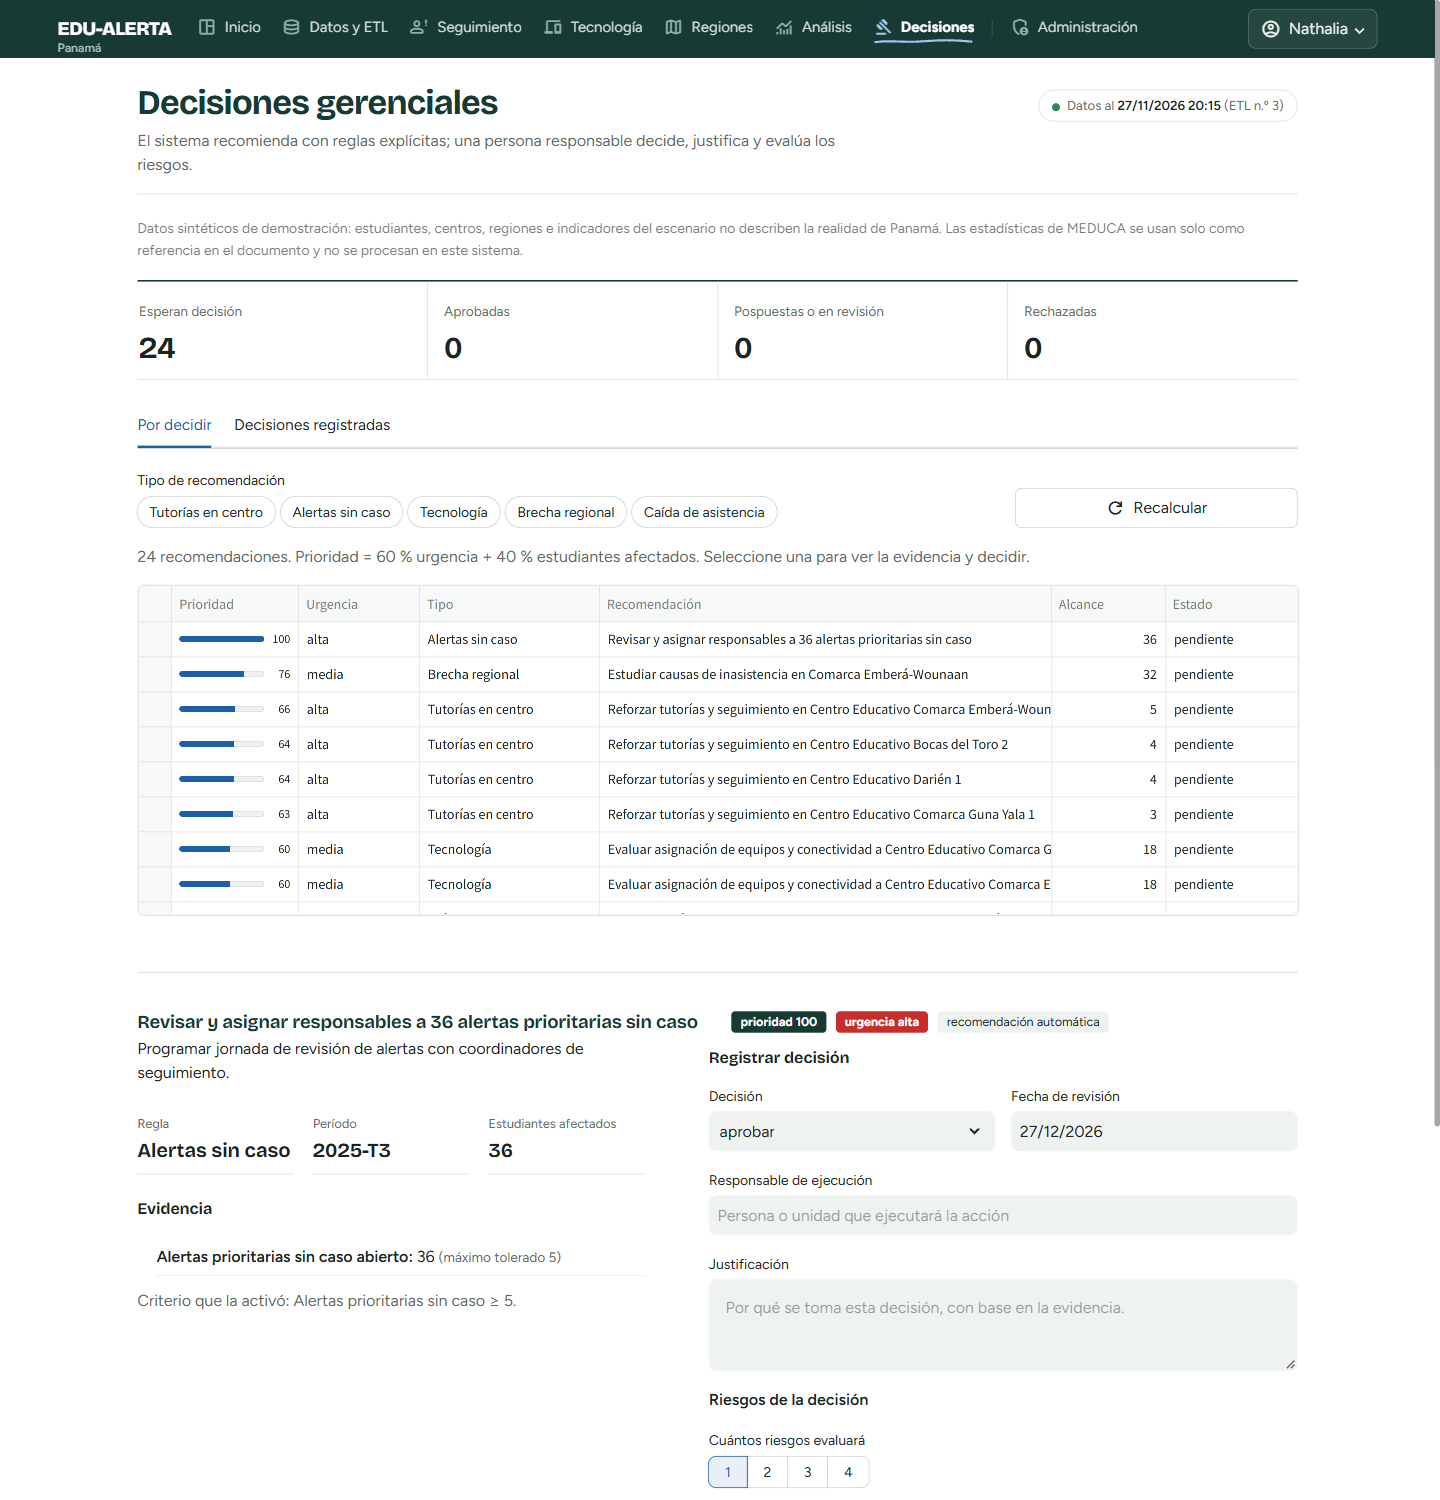 EDU-ALERTA
Panamá
Inicio
Datos y ETL
Seguimiento
Tecnología
Regiones
Análisis
Decisiones
Administración
Nathalia
Decisiones gerenciales
Datos al 27/11/2026 20:15 (ETL n.º 3)
El sistema recomienda con reglas explícitas; una persona responsable decide, justifica y evalúa los
riesgos.
Datos sintéticos de demostración: estudiantes, centros, regiones e indicadores del escenario no describen la realidad de Panamá. Las estadísticas de MEDUCA se usan solo como
referencia en el documento y no se procesan en este sistema.
Esperan decisión
24
Aprobadas
0
Pospuestas o en revisión
0
Rechazadas
0
Por decidir
Decisiones registradas
Tipo de recomendación
Tutorías en centro
Alertas sin caso
Tecnología
Brecha regional
Caída de asistencia
Recalcular
24 recomendaciones. Prioridad = 60 % urgencia + 40 % estudiantes afectados. Seleccione una para ver la evidencia y decidir.
Prioridad Urgencia Tipo Recomendación Alcance Estado
100 alta Alertas sin caso Revisar y asignar responsables a 36 alertas prioritarias sin caso 36 pendiente
76 media Brecha regional Estudiar causas de inasistencia en Comarca Emberá-Wounaan 32 pendiente
66 alta Tutorías en centro Reforzar tutorías y seguimiento en Centro Educativo Comarca Emberá-Woun 5 pendiente
64 alta Tutorías en centro Reforzar tutorías y seguimiento en Centro Educativo Bocas del Toro 2 4 pendiente
64 alta Tutorías en centro Reforzar tutorías y seguimiento en Centro Educativo Darién 1 4 pendiente
63 alta Tutorías en centro Reforzar tutorías y seguimiento en Centro Educativo Comarca Guna Yala 1 3 pendiente
60 media Tecnología Evaluar asignación de equipos y conectividad a Centro Educativo Comarca G 18 pendiente
60 media Tecnología Evaluar asignación de equipos y conectividad a Centro Educativo Comarca E 18 pendiente
Revisar y asignar responsables a 36 alertas prioritarias sin caso
prioridad 100
urgencia alta
recomendación automática
Programar jornada de revisión de alertas con coordinadores de
seguimiento.
Regla
Alertas sin caso
Período
2025-T3
Estudiantes afectados
36
Evidencia
Alertas prioritarias sin caso abierto: 36 (máximo tolerado 5)
Criterio que la activó: Alertas prioritarias sin caso ≥ 5.
Registrar decisión
Decisión
aprobar
Fecha de revisión
27/12/2026
Responsable de ejecución
Persona o unidad que ejecutará la acción
Justificación
Por qué se toma esta decisión, con base en la evidencia.
Riesgos de la decisión
Cuántos riesgos evaluará
1 2 3 4